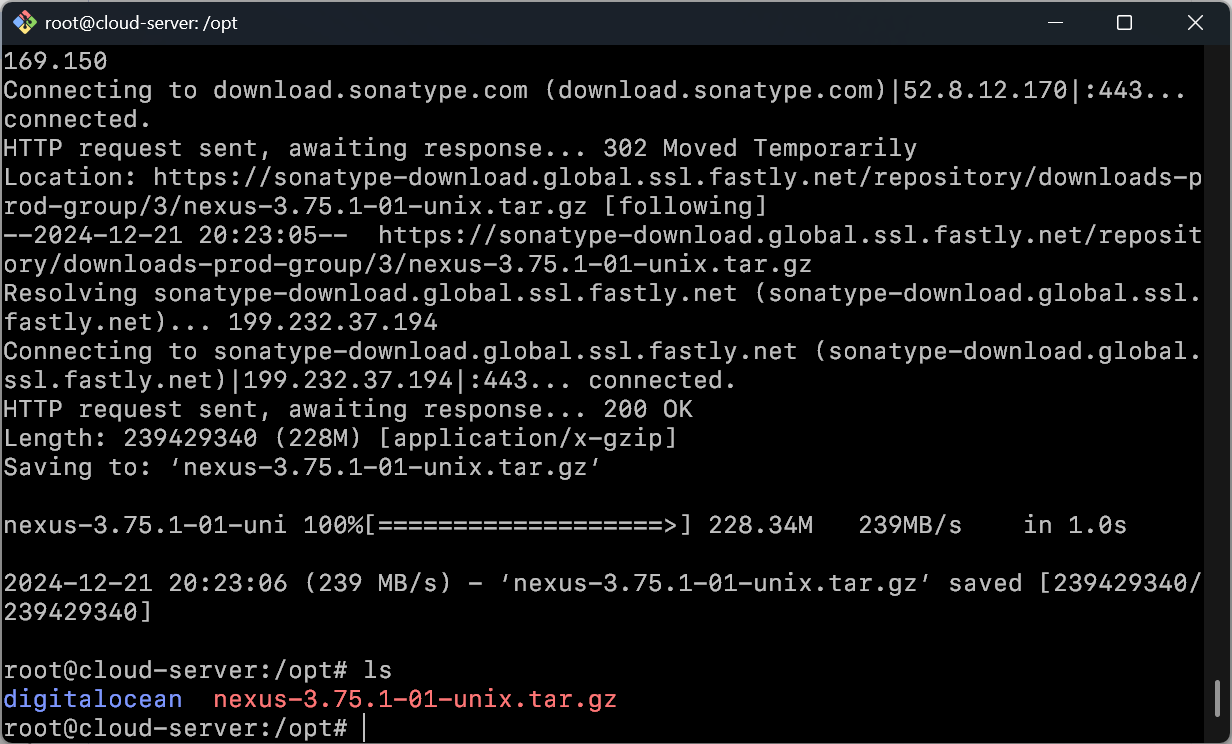 root@cloud-server: /opt
169.150
Connecting to download.sonatype.com (download.sonatype.com)|52.8.12.170|:443...
connected.
HTTP request sent, awaiting response... 302 Moved Temporarily
Location: https://sonatype-download.global.ssl.fastly.net/repository/downloads-p
rod-group/3/nexus-3.75.1-01-unix.tar.gz [following]
--2024-12-21 20:23:05--  https://sonatype-download.global.ssl.fastly.net/reposit
ory/downloads-prod-group/3/nexus-3.75.1-01-unix.tar.gz
Resolving sonatype-download.global.ssl.fastly.net (sonatype-download.global.ssl.
fastly.net)... 199.232.37.194
Connecting to sonatype-download.global.ssl.fastly.net (sonatype-download.global.
ssl.fastly.net)|199.232.37.194|:443... connected.
HTTP request sent, awaiting response... 200 OK
Length: 239429340 (228M) [application/x-gzip]
Saving to: ‘nexus-3.75.1-01-unix.tar.gz’
nexus-3.75.1-01-uni 100%[===================>] 228.34M   239MB/s    in 1.0s
2024-12-21 20:23:06 (239 MB/s) - ‘nexus-3.75.1-01-unix.tar.gz’ saved [239429340/
239429340]
root@cloud-server:/opt# ls
digitalocean  nexus-3.75.1-01-unix.tar.gz
root@cloud-server:/opt#